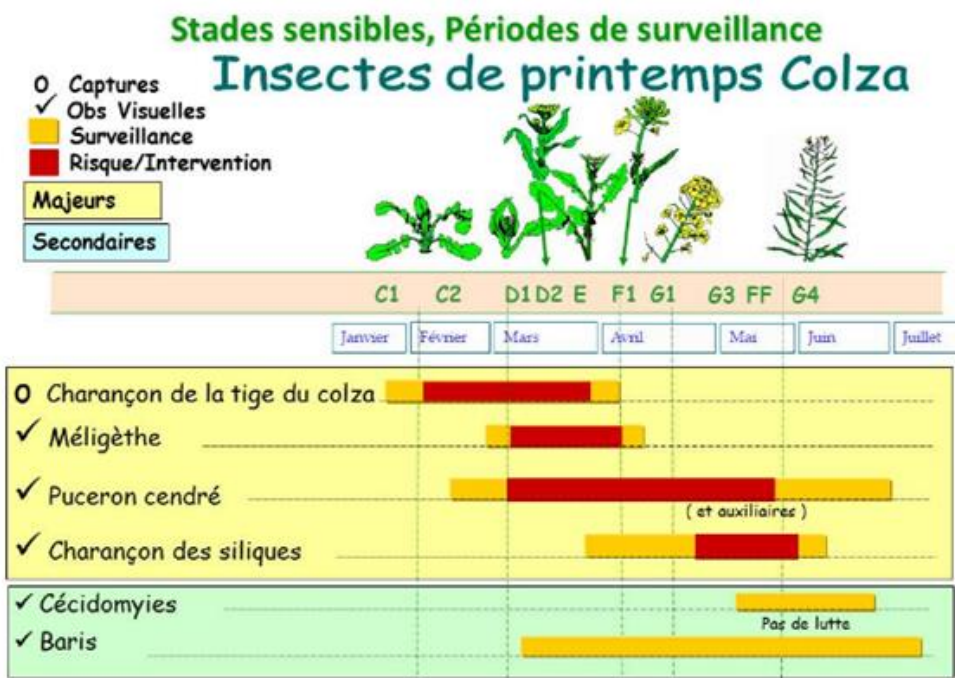 Stades sensibles, Périodes de surveillance
Insectes de printemps Colza
O Captures
✓ Obs Visuelles
Surveillance
Risque/Intervention
Majeurs
Secondaires
C1 C2 D1 D2 E F1 G1 G3 FF G4
Janvier Février Mars Avril Mai Juin Juillet
O Charançon de la tige du colza
✓ Méligèthe
✓ Puceron cendré
( et auxiliaires )
✓ Charançon des siliques
✓ Cécidomyies
Pas de lutte
✓ Baris